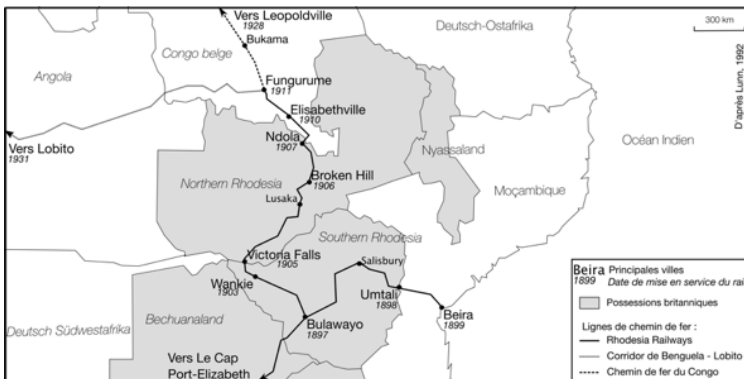 Vers Leopoldville
1928
Bukama
Congo belge
Deutsch-Ostafrika
300 km
Angola
Fungurume
1911
Elisabethville
1910
Ndola
1907
Vers Lobito
1931
Nyassaland
Océan Indien
D'après Lunn, 1992
Northern Rhodesia
Broken Hill
1906
Lusaka
Moçambique
Southern Rhodesia
Victoria Falls
1905
Salisbury
Wankie
1903
Umtali
1898
Beira
1899
Deutsch Südwestafrika
Bechuanaland
Bulawayo
1897
Vers Le Cap
Port-Elizabeth
Beira Principales villes
1899 Date de mise en service du rai
Possessions britanniques
Lignes de chemin de fer :
Rhodesia Railways
Corridor de Benguela - Lobito
Chemin de fer du Congo